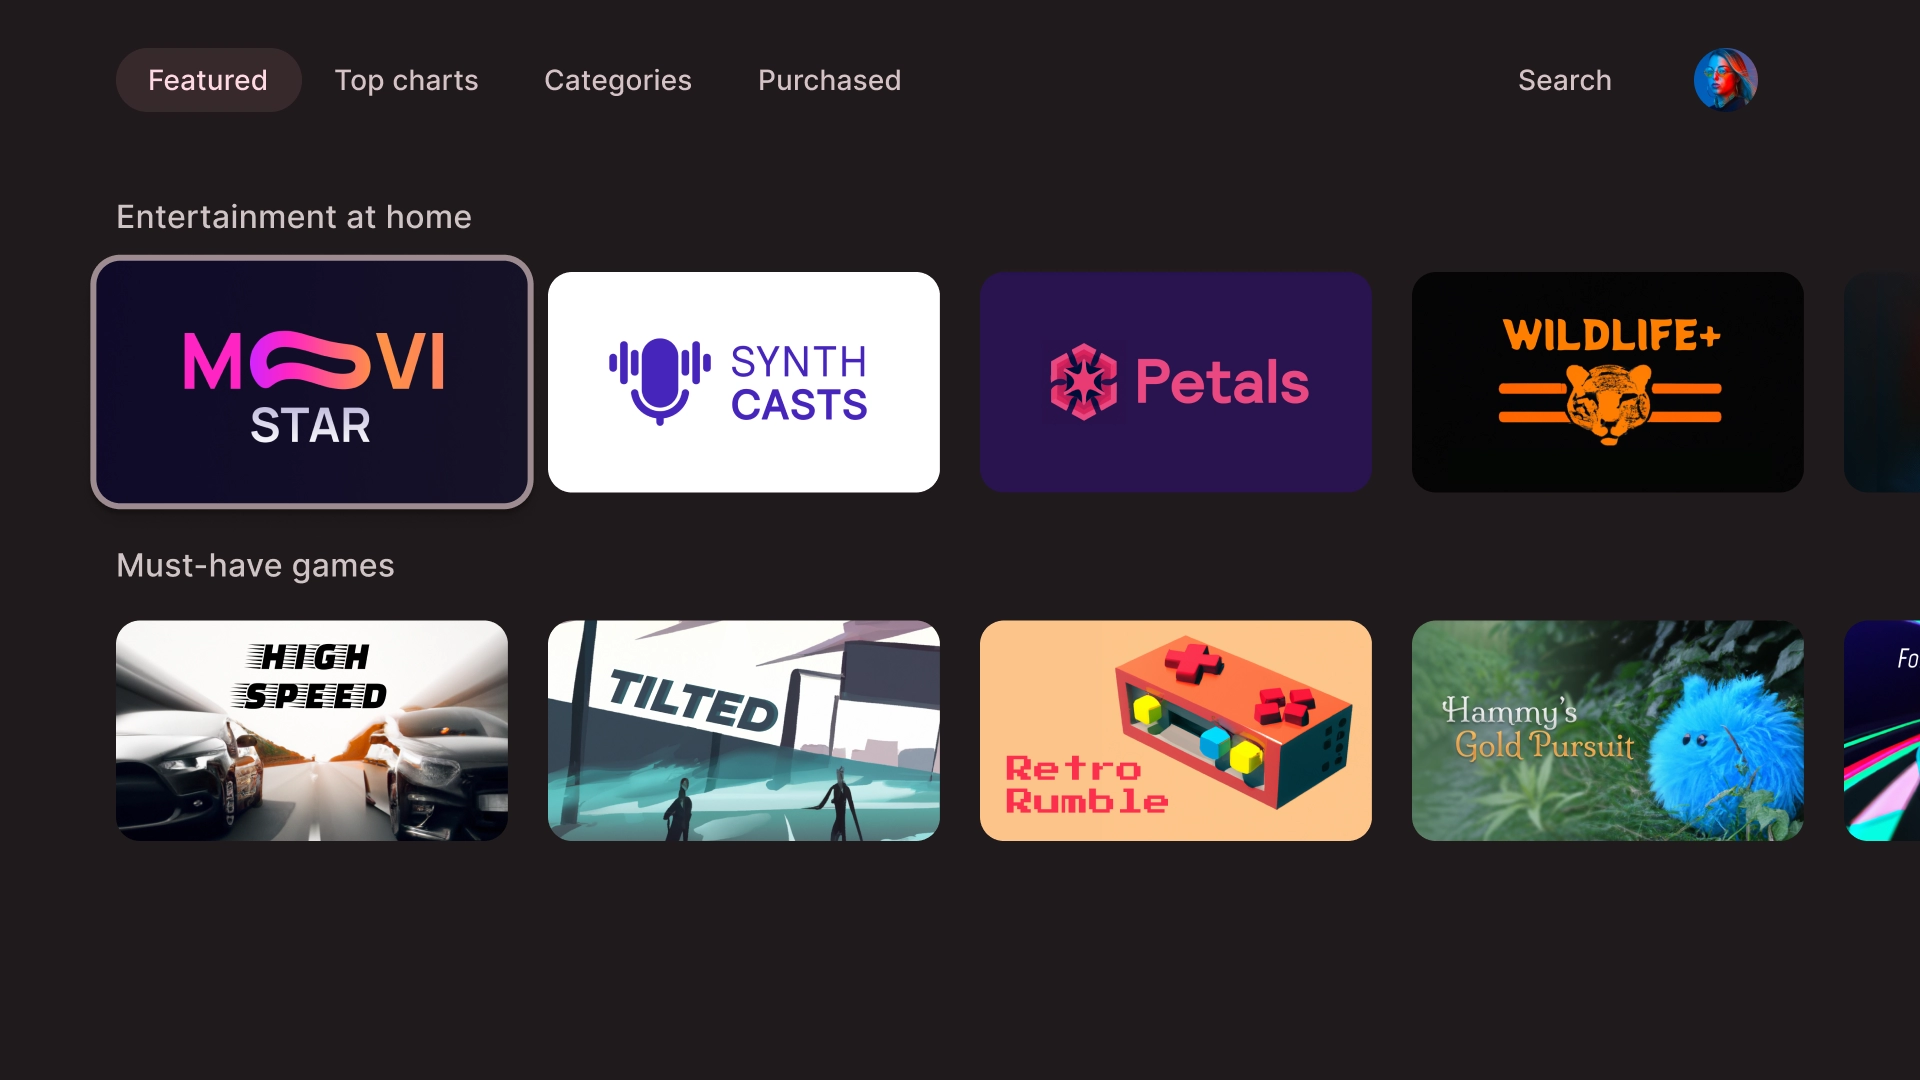 Featured
Top charts
Categories
Purchased
Search
Entertainment at home
MOOVI
STAR
SYNTH
CASTS
Petals
WILDLIFE+
Must-have games
HIGH
SPEED
TILTED
Retro
Rumble
Hammy's
Gold Pursuit
Fo